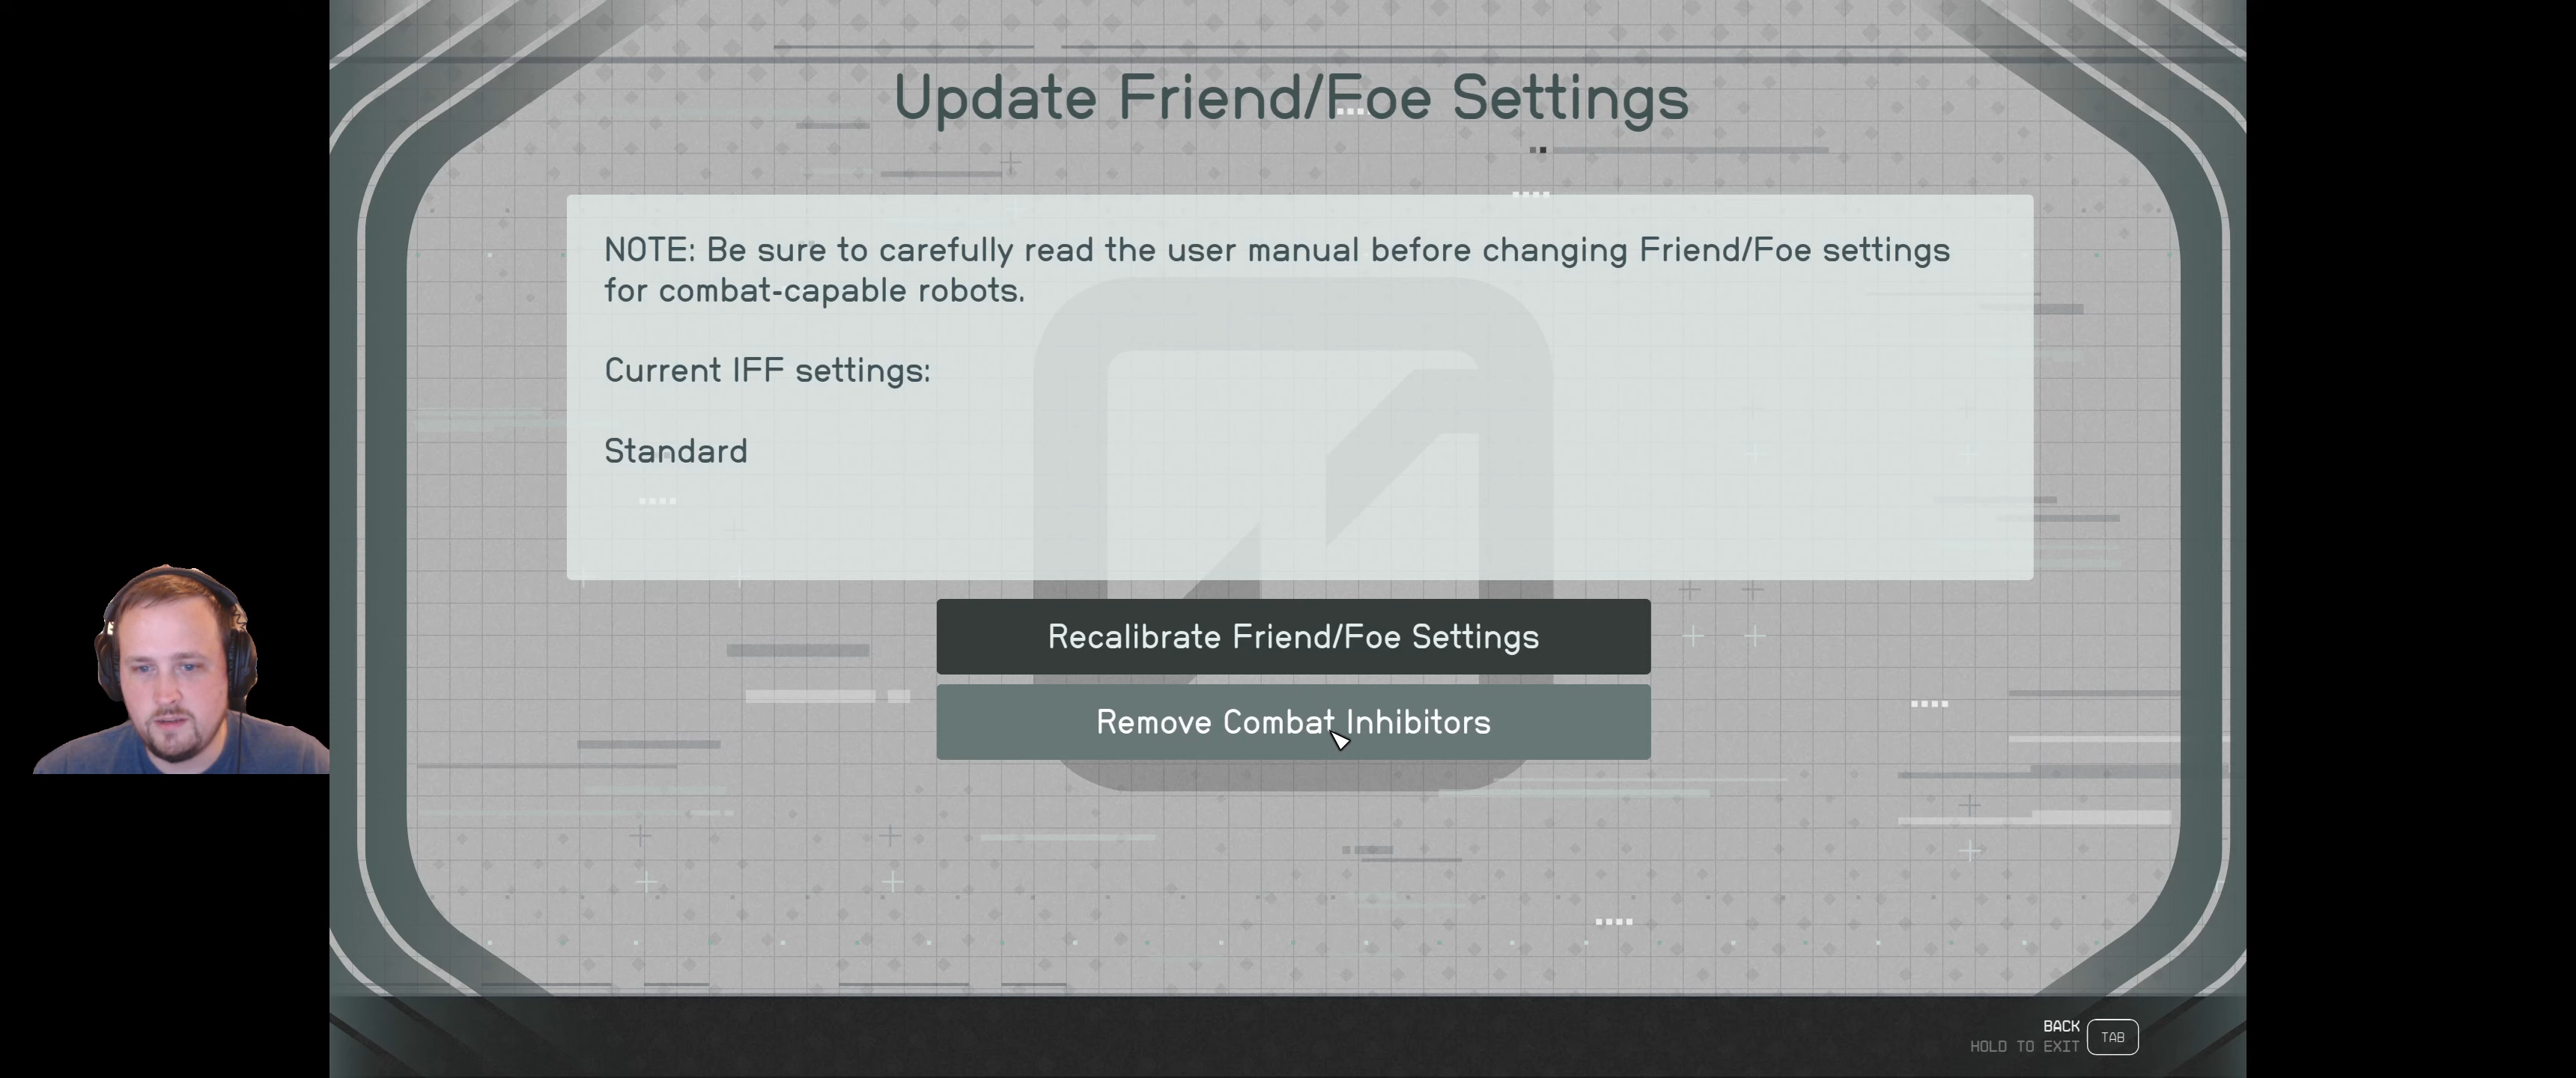 Update Friend/Foe Settings
NOTE: Be sure to carefully read the user manual before changing Friend/Foe settings
for combat-capable robots.
Current IFF settings:
Standard
Recalibrate Friend/Foe Settings
Remove Combat Inhibitors
BACK
HOLD TO EXIT
TAB